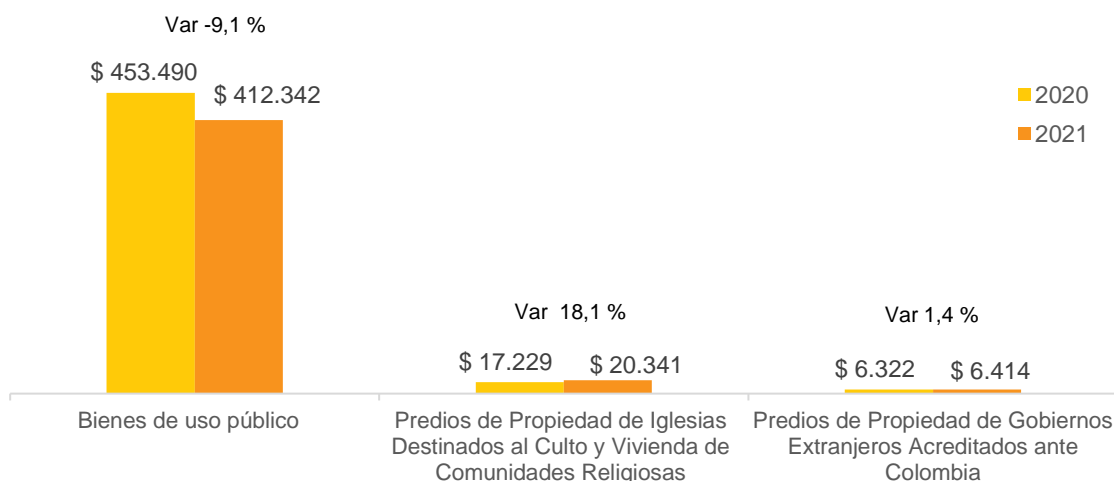 Var -9,1 %
$ 453.490
$ 412.342
2020
2021
Var  18,1 %
$ 17.229
$ 20.341
Var 1,4 %
$ 6.322
$ 6.414
Bienes de uso público
Predios de Propiedad de Iglesias
Destinados al Culto y Vivienda de
Comunidades Religiosas
Predios de Propiedad de Gobiernos
Extranjeros Acreditados ante
Colombia